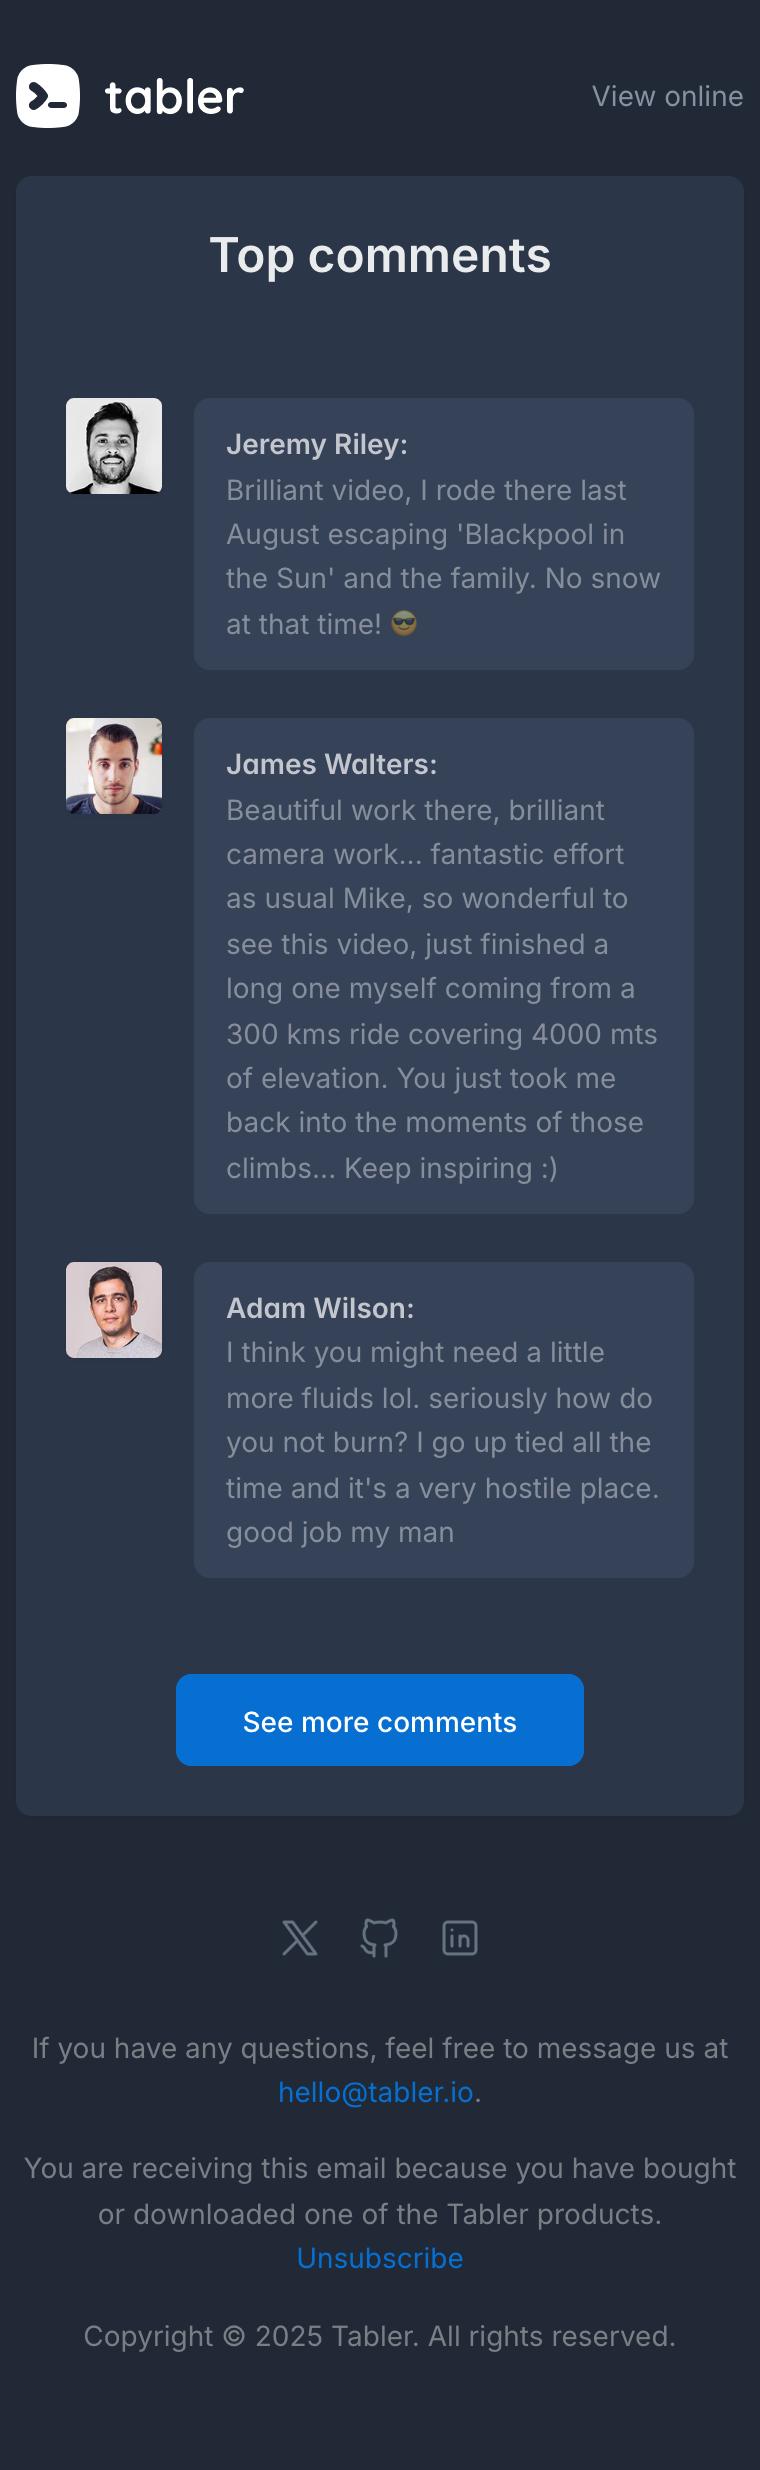 tabler
View online
Top comments
Jeremy Riley:
Brilliant video, I rode there last
August escaping 'Blackpool in
the Sun' and the family. No snow
at that time! 😎
James Walters:
Beautiful work there, brilliant
camera work... fantastic effort
as usual Mike, so wonderful to
see this video, just finished a
long one myself coming from a
300 kms ride covering 4000 mts
of elevation. You just took me
back into the moments of those
climbs... Keep inspiring :)
Adam Wilson:
I think you might need a little
more fluids lol. seriously how do
you not burn? I go up tied all the
time and it's a very hostile place.
good job my man
See more comments
If you have any questions, feel free to message us at
hello@tabler.io.
You are receiving this email because you have bought
or downloaded one of the Tabler products.
Unsubscribe
Copyright © 2025 Tabler. All rights reserved.